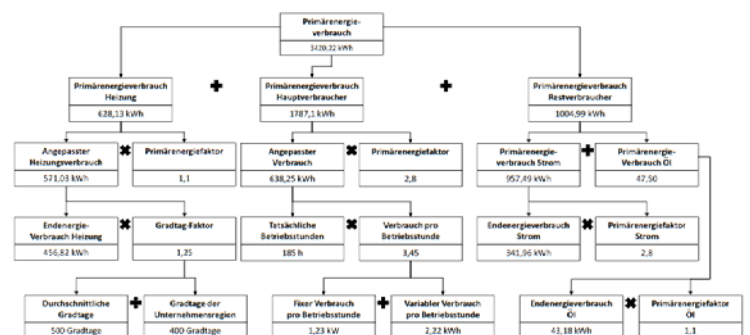 Primärenergie-
verbrauch
3420,22 kWh
Primärenergieverbrauch
Heizung
628,13 kWh
Primärenergieverbrauch
Hauptverbraucher
1787,1 kWh
Primärenergieverbrauch
Restverbraucher
1004,99 kWh
Angepasster
Heizungsverbrauch
571,03 kWh
Primärenergiefaktor
1,1
Angepasster
Verbrauch
638,25 kWh
Primärenergiefaktor
2,8
Primärenergie-
verbrauch Strom
957,49 kWh
Primärenergie-
Verbrauch Öl
47,50
Endenergie-
Verbrauch Heizung
456,82 kWh
Gradtag-Faktor
1,25
Tatsächliche
Betriebsstunden
185 h
Verbrauch pro
Betriebsstunde
3,45
Endenergieverbrauch
Strom
341,96 kWh
Primärenergiefaktor
Strom
2,8
Durchschnittliche
Gradtage
500 Gradtage
Gradtage der
Unternehmensregion
400 Gradtage
Fixer Verbrauch
pro Betriebsstunde
1,23 kW
Variabler Verbrauch
pro Betriebsstunde
2,22 kWh
Endenergieverbrauch
Öl
43,18 kWh
Primärenergiefaktor
Öl
1,1